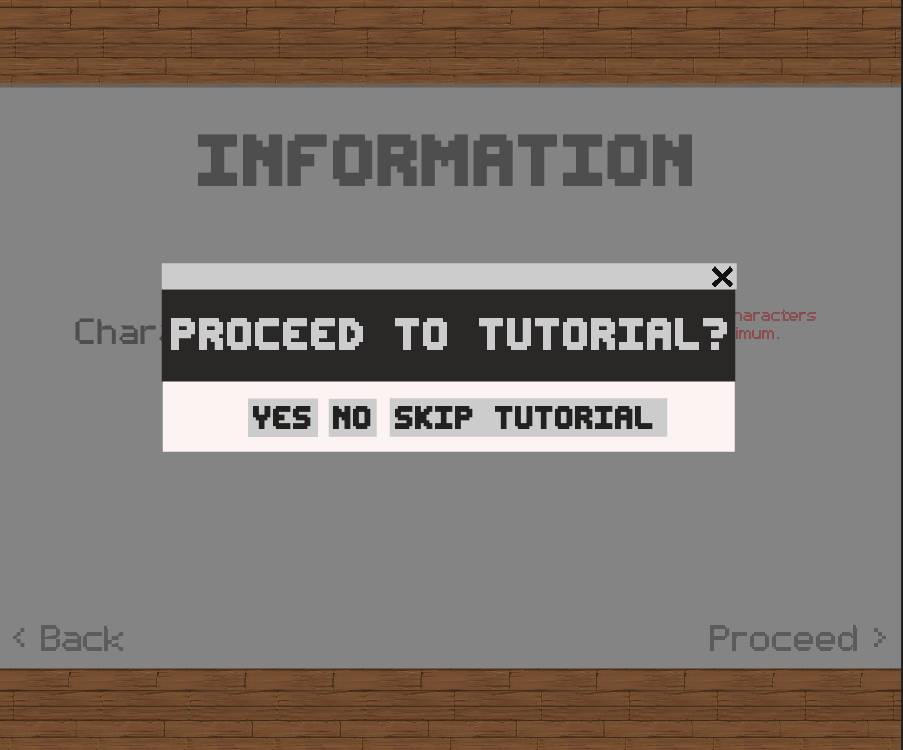 INFORMATION
PROCEED TO TUTORIAL?
YES NO SKIP TUTORIAL
< Back
Proceed >